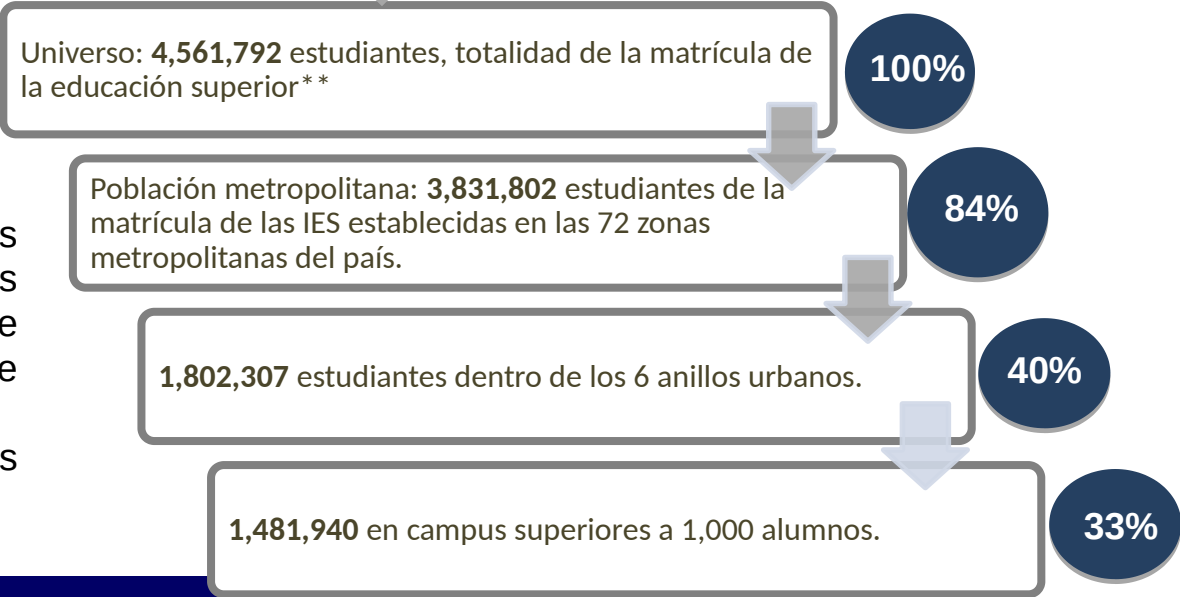 Universo: 4,561,792 estudiantes, totalidad de la matrícula de
la educación superior**
100%
Población metropolitana: 3,831,802 estudiantes de la
matrícula de las IES establecidas en las 72 zonas
metropolitanas del país.
84%
1,802,307 estudiantes dentro de los 6 anillos urbanos.
40%
1,481,940 en campus superiores a 1,000 alumnos.
33%
s
s
e
e
s